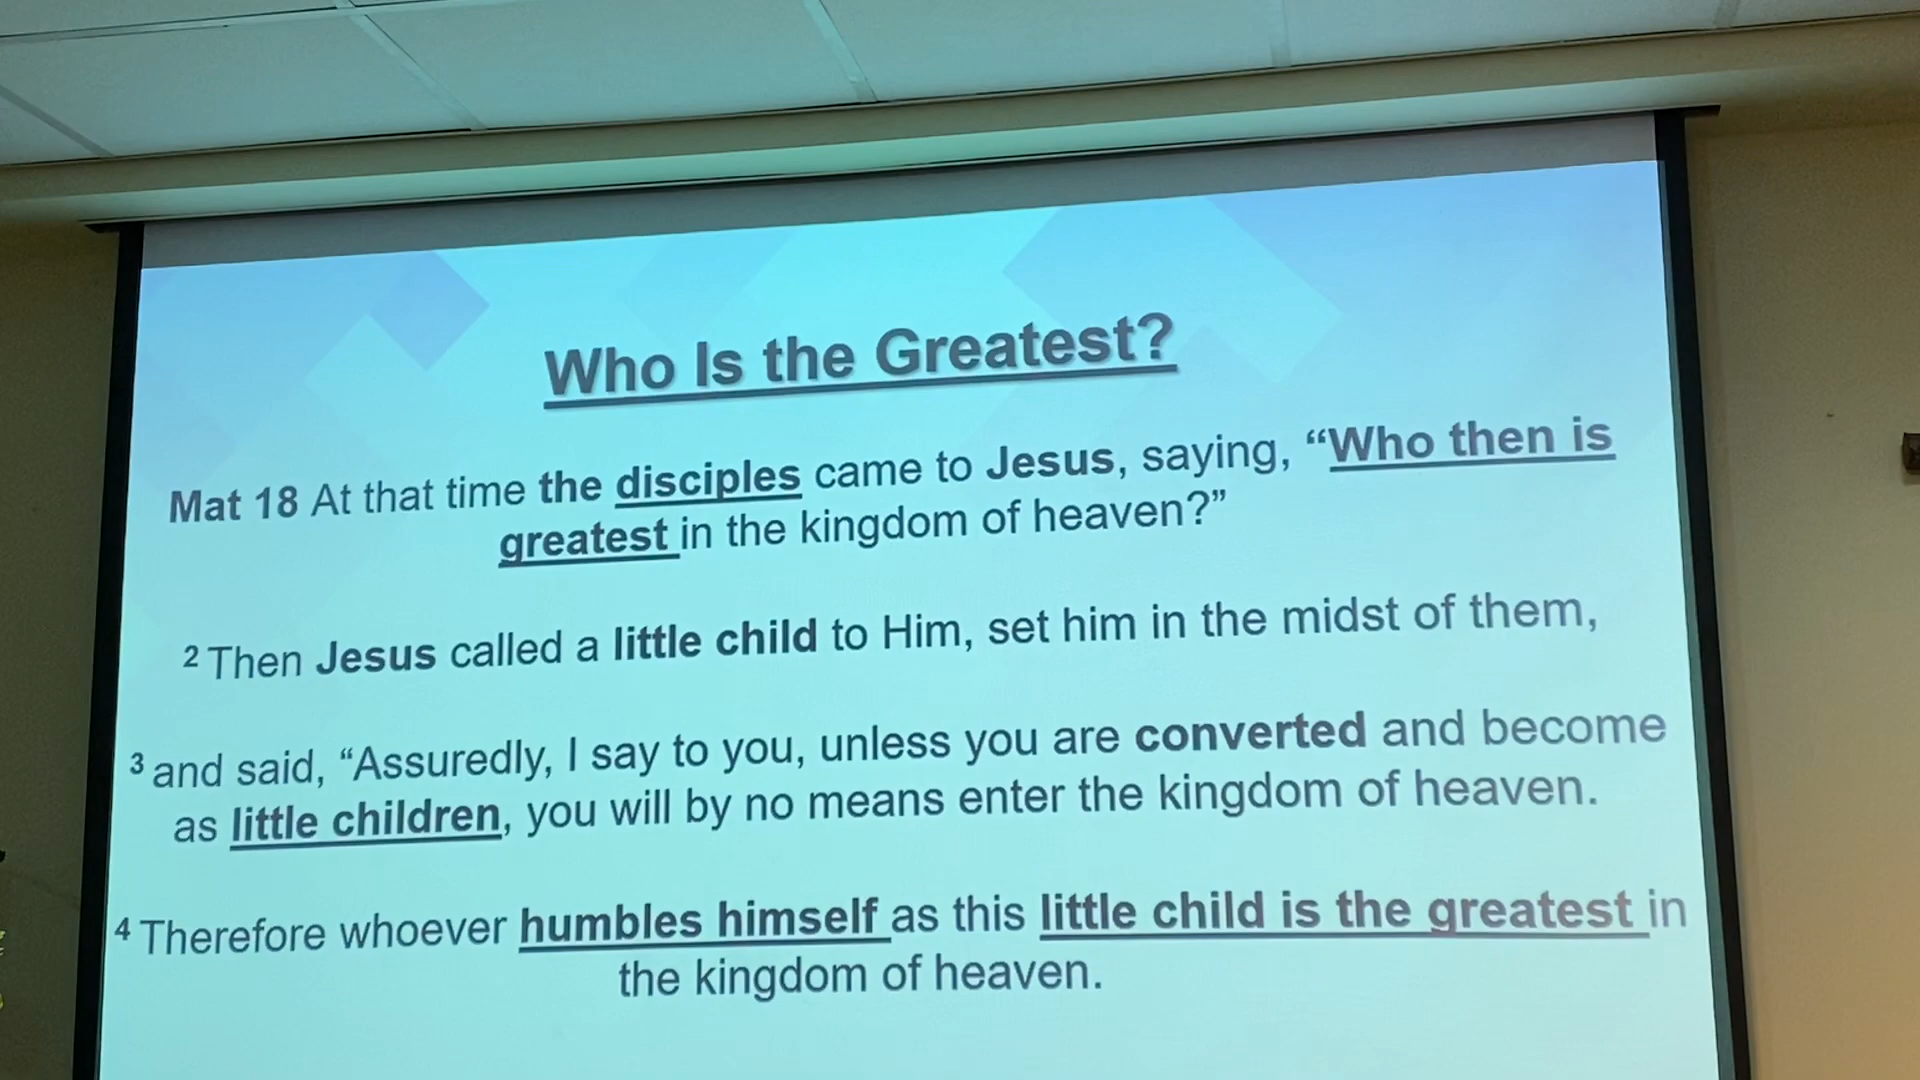 Who Is the Greatest?
Mat 18 At that time the disciples came to Jesus, saying, “Who then is
greatest in the kingdom of heaven?”
2 Then Jesus called a little child to Him, set him in the midst of them,
3 and said, “Assuredly, I say to you, unless you are converted and become
as little children, you will by no means enter the kingdom of heaven.
4 Therefore whoever humbles himself as this little child is the greatest in
the kingdom of heaven.